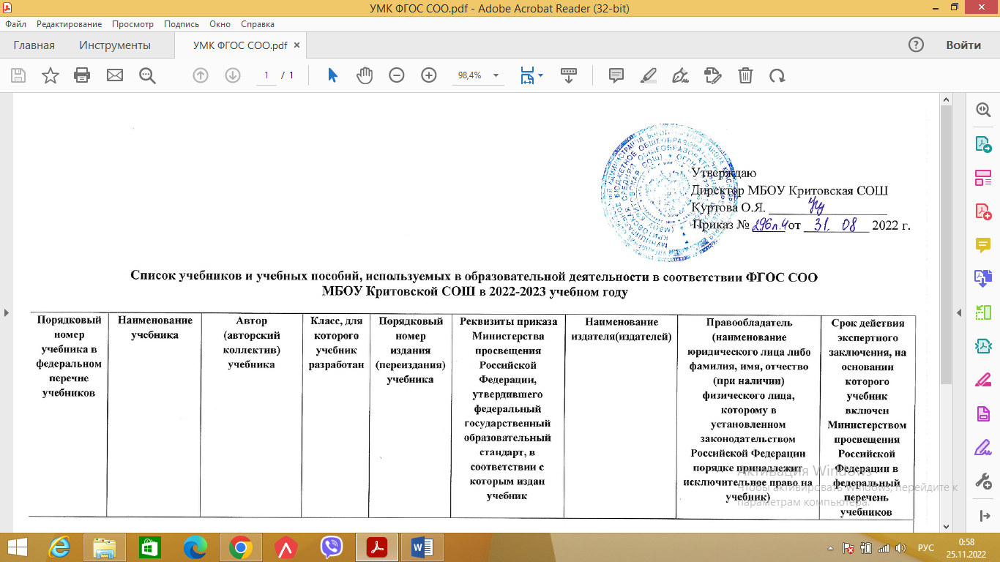 УМК ФГОС СОО.pdf - Adobe Acrobat Reader (32-bit)
Файл Редактирование Просмотр Подпись Окно Справка
Главная Инструменты УМК ФГОС СОО.pdf × Войти
1 / 1 98,4%
Утверждаю
Директор МБОУ Критовская СОШ
Куртова О.Я.
Приказ № 296п.4 от 31. 08 2022 г.
Список учебников и учебных пособий, используемых в образовательной деятельности в соответствии ФГОС СОО
МБОУ Критовской СОШ в 2022-2023 учебном году
Порядковый
номер
учебника в
федеральном
перечне
учебников
Наименование
учебника
Автор
(авторский
коллектив)
учебника
Класс, для
которого
учебник
разработан
Порядковый
номер
издания
(переиздания)
учебника
Реквизиты приказа
Министерства
просвещения
Российской
Федерации,
утвердившего
федеральный
государственный
образовательный
стандарт, в
соответствии с
которым издан
учебник
Наименование
издателя(издателей)
Правообладатель
(наименование
юридического лица либо
фамилия, имя, отчество
(при наличии)
физического лица,
которому в
установленном
законодательством
Российской Федерации
порядке принадлежит
исключительное право на
учебник)
Срок действия
экспертного
заключения, на
основании
которого
учебник
включен
Министерством
просвещения
Российской
Федерации в
федеральный
перечень
учебников
Активация Windows
Чтобы активировать Windows, перейдите к
параметрам компьютера.
РУС
0:58
25.11.2022